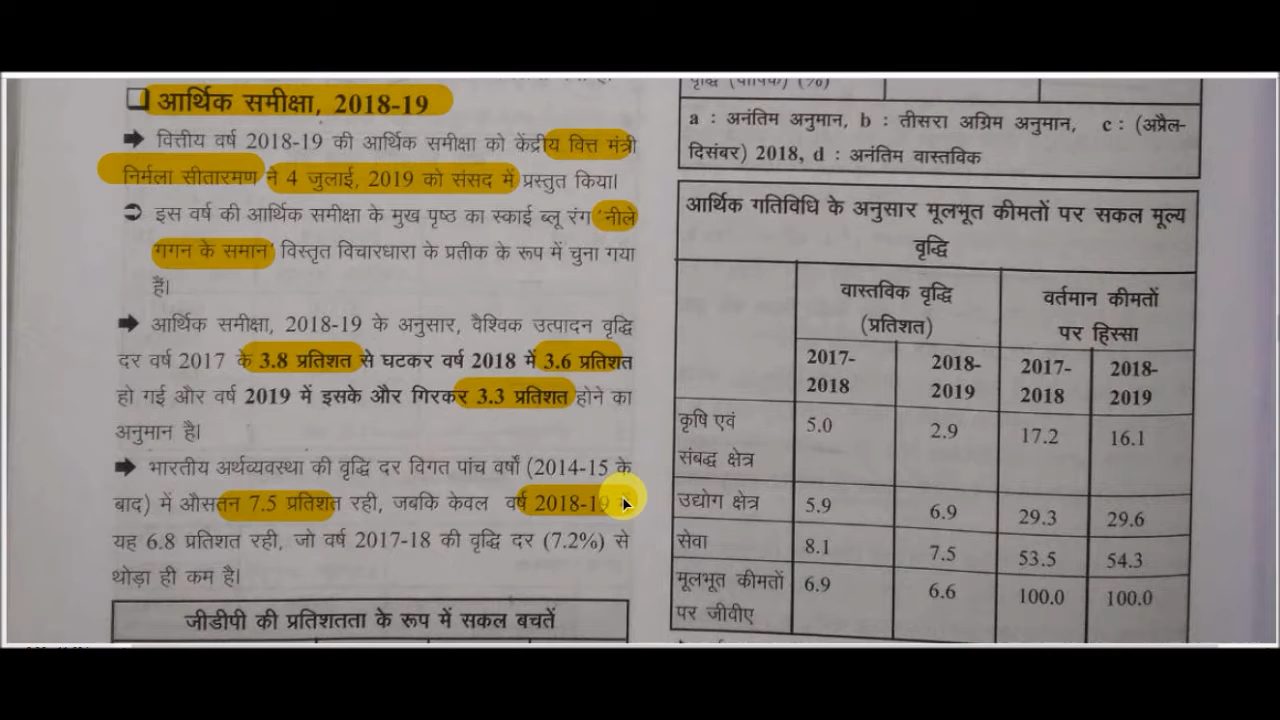 आर्थिक समीक्षा, 2018-19
वित्तीय वर्ष 2018-19 की आर्थिक समीक्षा को केंद्रीय वित्त मंत्री
निर्मला सीतारमण ने 4 जुलाई, 2019 को संसद में प्रस्तुत किया।
इस वर्ष की आर्थिक समीक्षा के मुख पृष्ठ का स्काई ब्लू रंग 'नीले
गगन के समान' विस्तृत विचारधारा के प्रतीक के रूप में चुना गया
हैं।
आर्थिक समीक्षा, 2018-19 के अनुसार, वैश्विक उत्पादन वृद्धि
दर वर्ष 2017 के 3.8 प्रतिशत से घटकर वर्ष 2018 में 3.6 प्रतिशत
हो गई और वर्ष 2019 में इसके और गिरकर 3.3 प्रतिशत होने का
अनुमान है।
भारतीय अर्थव्यवस्था की वृद्धि दर विगत पांच वर्षों (2014-15 के
बाद) में औसतन 7.5 प्रतिशत रही, जबकि केवल वर्ष 2018-19
यह 6.8 प्रतिशत रही, जो वर्ष 2017-18 की वृद्धि दर (7.2%) से
थोड़ा ही कम है।
जीडीपी की प्रतिशतता के रूप में सकल बचतें
वृद्धि (वार्षिक) (%)
a : अनंतिम अनुमान, b : तीसरा अग्रिम अनुमान, c : (अप्रैल-
दिसंबर) 2018, d : अनंतिम वास्तविक
आर्थिक गतिविधि के अनुसार मूलभूत कीमतों पर सकल मूल्य
वृद्धि
वास्तविक वृद्धि वर्तमान कीमतों
(प्रतिशत) पर हिस्सा
2017- 2018- 2017- 2018-
2018 2019 2018 2019
कृषि एवं 5.0 2.9 17.2 16.1
संबद्ध क्षेत्र
उद्योग क्षेत्र 5.9 6.9 29.3 29.6
सेवा 8.1 7.5 53.5 54.3
मूलभूत कीमतों 6.9 6.6 100.0 100.0
पर जीवीए